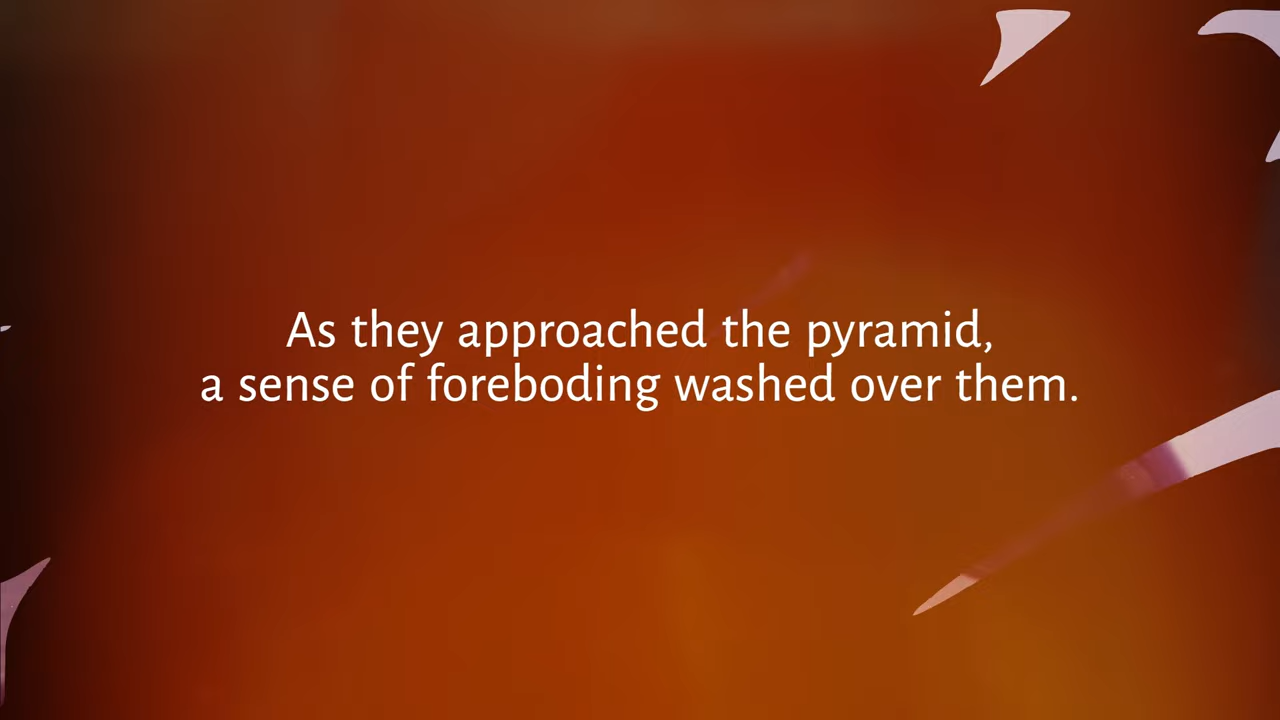 As they approached the pyramid,
a sense of foreboding washed over them.